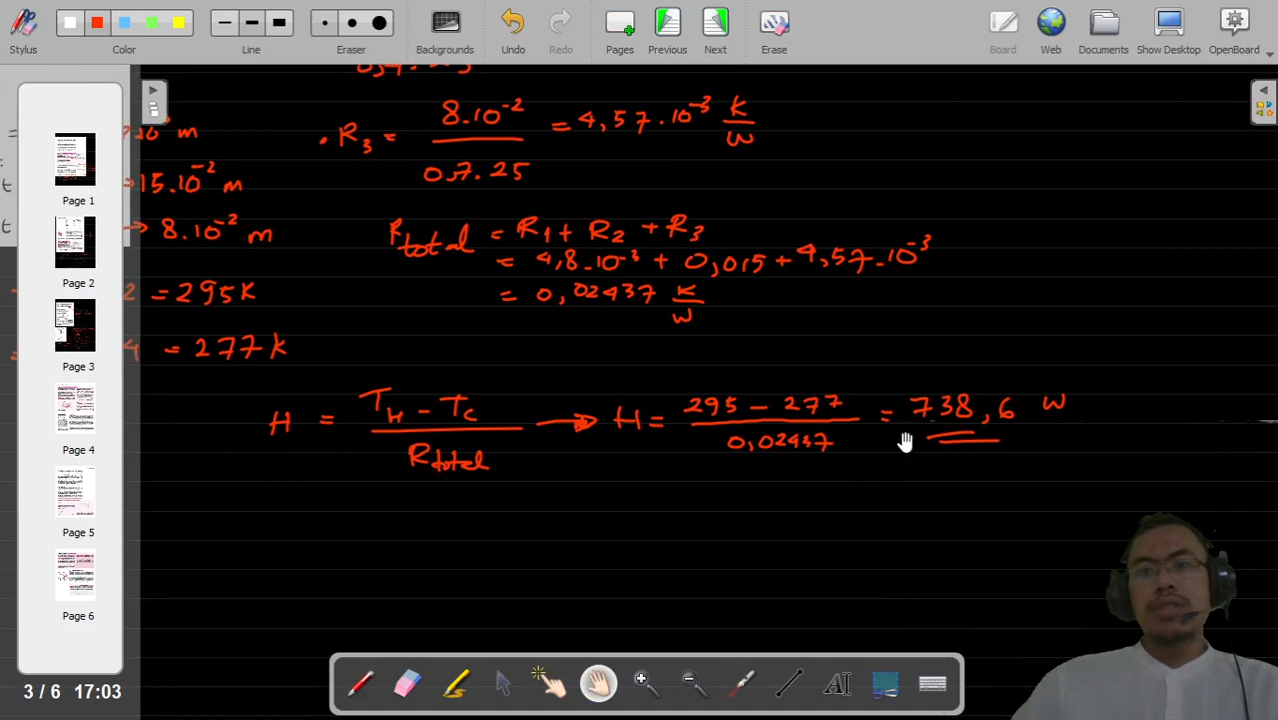 Stylus Color Line Eraser Backgrounds Undo Redo Pages Previous Next Erase Board Web Documents Show Desktop OpenBoard
Page 1
Page 2
Page 3
Page 4
Page 5
Page 6
3 / 6 17:03
m
15.10⁻² m
→ 8.10⁻² m
2 = 295K
4 = 277 K
. R₃ = 8.10⁻² / 0,7.25 = 4,57.10⁻³ K/W
Rtotal = R₁ + R₂ + R₃
= 4,8.10⁻³ + 0,015 + 4,57.10⁻³
= 0,02437 K/W
H = T_H - T_C / Rtotal → H = 295 - 277 / 0,02437 = 738,6 W